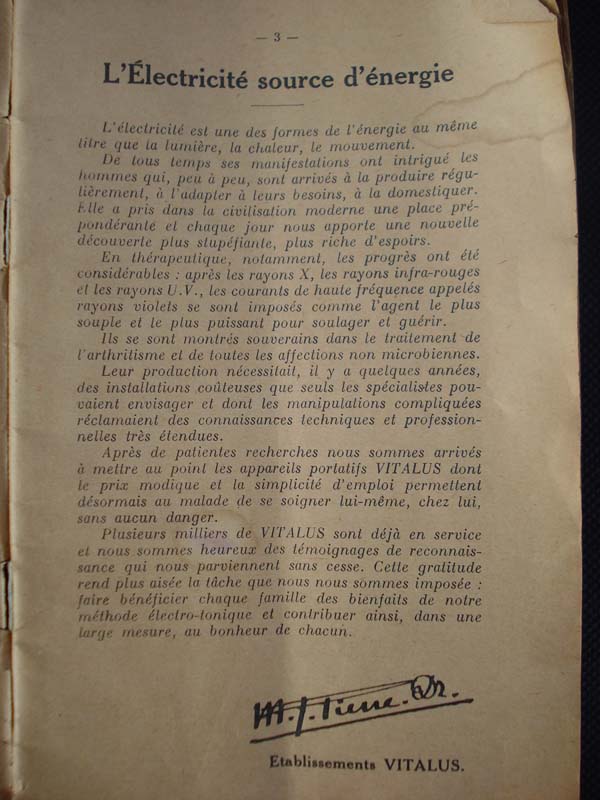 — 3 —
L'Électricité source d'énergie
L'électricité est une des formes de l'énergie au même
titre que la lumière, la chaleur, le mouvement.
De tous temps ses manifestations ont intrigué les
hommes qui, peu à peu, sont arrivés à la produire régu-
lièrement, à l'adapter à leurs besoins, à la domestiquer.
Elle a pris dans la civilisation moderne une place pré-
pondérante et chaque jour nous apporte une nouvelle
découverte plus stupéfiante, plus riche d'espoirs.
En thérapeutique, notamment, les progrès ont été
considérables : après les rayons X, les rayons infra-rouges
et les rayons U.V., les courants de haute fréquence appelés
rayons violets se sont imposés comme l'agent le plus
souple et le plus puissant pour soulager et guérir.
Ils se sont montrés souverains dans le traitement de
l'arthritisme et de toutes les affections non microbiennes.
Leur production nécessitait, il y a quelques années,
des installations coûteuses que seuls les spécialistes pou-
vaient envisager et dont les manipulations compliquées
réclamaient des connaissances techniques et profession-
nelles très étendues.
Après de patientes recherches nous sommes arrivés
à mettre au point les appareils portatifs VITALUS dont
le prix modique et la simplicité d'emploi permettent
désormais au malade de se soigner lui-même, chez lui,
sans aucun danger.
Plusieurs milliers de VITALUS sont déjà en service
et nous sommes heureux des témoignages de reconnais-
sance qui nous parviennent sans cesse. Cette gratitude
rend plus aisée la tâche que nous nous sommes imposée :
faire bénéficier chaque famille des bienfaits de notre
méthode électro-tonique et contribuer ainsi, dans une
large mesure, au bonheur de chacun.
J. Pierre.
Etablissements VITALUS.